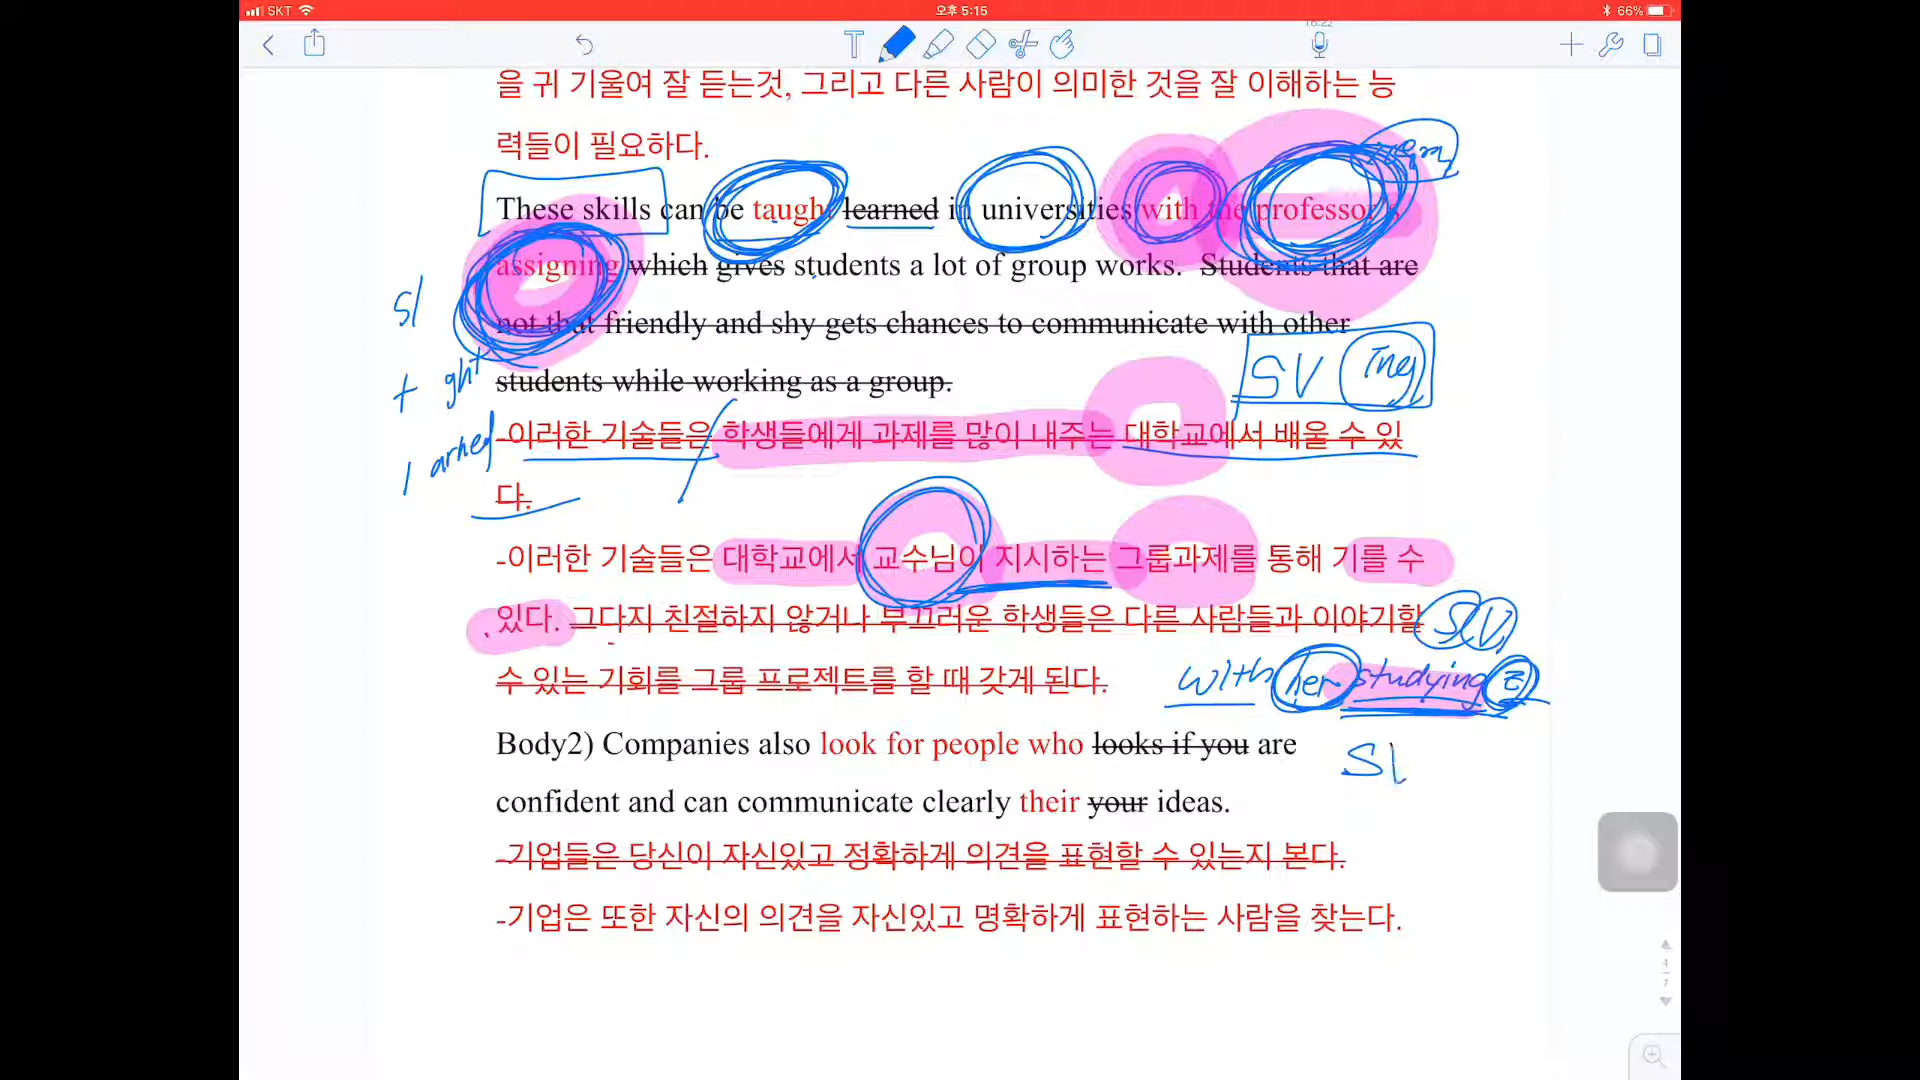 SKT 오후 5:15 66%
을 귀 기울여 잘 듣는것, 그리고 다른 사람이 의미한 것을 잘 이해하는 능
력들이 필요하다.
These skills can be taught learned in universities with the professor's
assigning which gives students a lot of group works. Students that are
not that friendly and shy gets chances to communicate with other
students while working as a group.
SV ing
-이러한 기술들은 학생들에게 과제를 많이 내주는 대학교에서 배울 수 있
다.
-이러한 기술들은 대학교에서 교수님이 지시하는 그룹과제를 통해 기를 수
있다. 그다지 친절하지 않거나 부끄러운 학생들은 다른 사람들과 이야기할
수 있는 기회를 그룹 프로젝트를 할 때 갖게 된다.
SV
with her studying
Body2) Companies also look for people who looks if you are
confident and can communicate clearly their your ideas.
-기업들은 당신이 자신있고 정확하게 의견을 표현할 수 있는지 본다.
-기업은 또한 자신의 의견을 자신있고 명확하게 표현하는 사람을 찾는다.
4
7